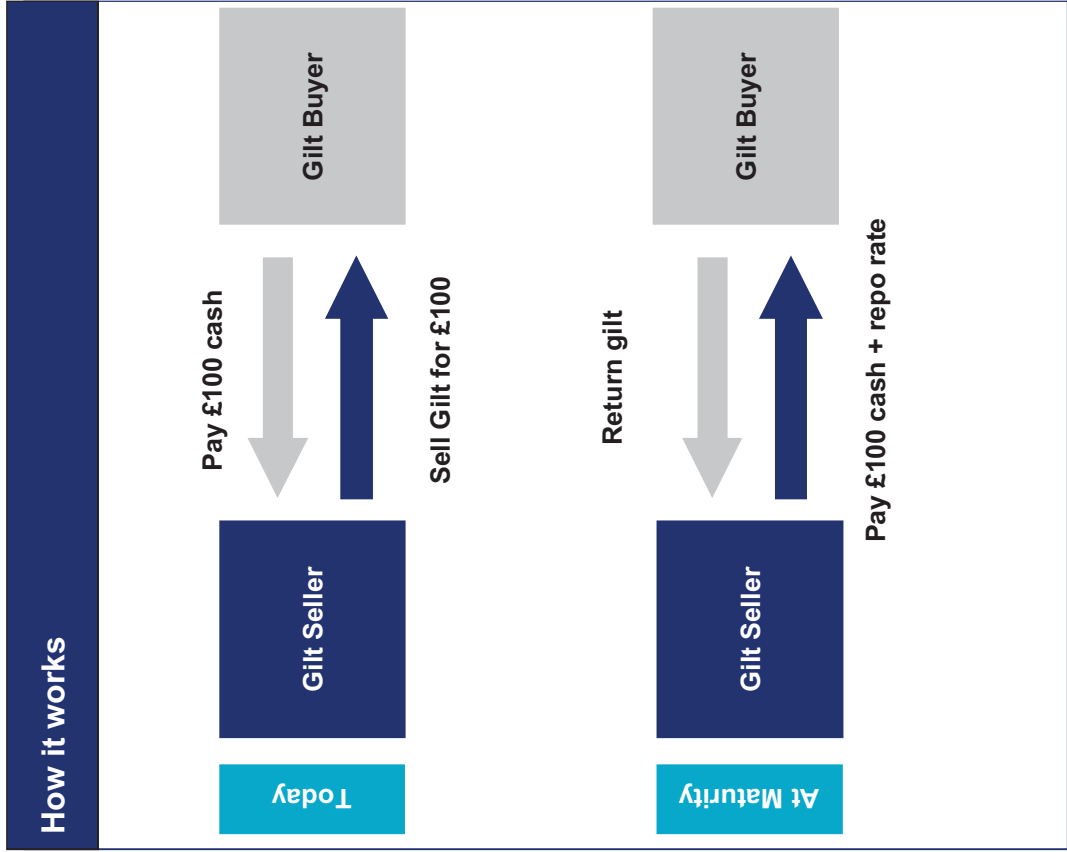 How it works
Today
Gilt Seller
Pay £100 cash
Sell Gilt for £100
Gilt Buyer
At Maturity
Gilt Seller
Return gilt
Pay £100 cash + repo rate
Gilt Buyer